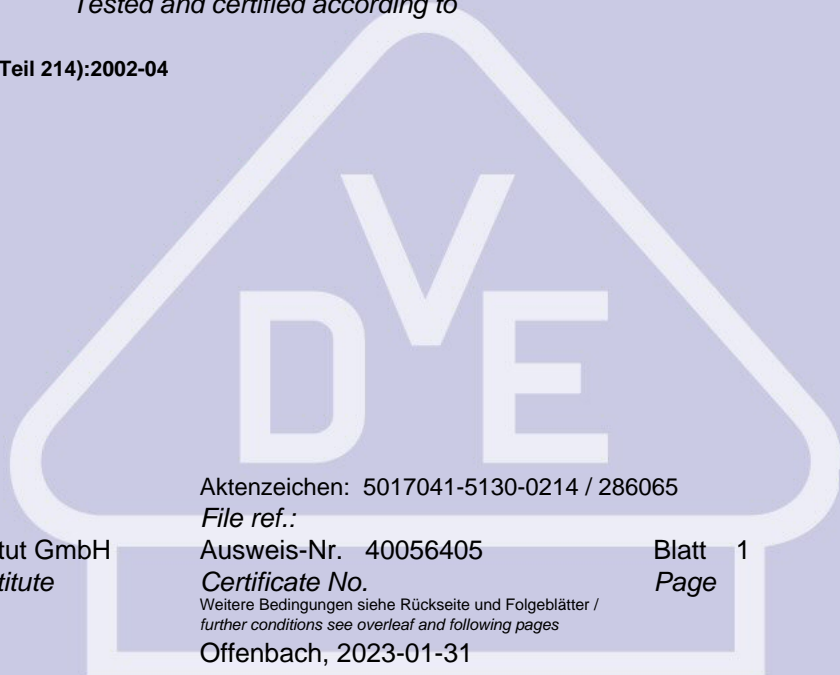 Tested and certified according to
Teil 214):2002-04
V
D E
Aktenzeichen: 5017041-5130-0214 / 286065
File ref.:
tut GmbH Ausweis-Nr. 40056405 Blatt 1
titute Certificate No. Page
Weitere Bedingungen siehe Rückseite und Folgeblätter /
further conditions see overleaf and following pages
Offenbach, 2023-01-31